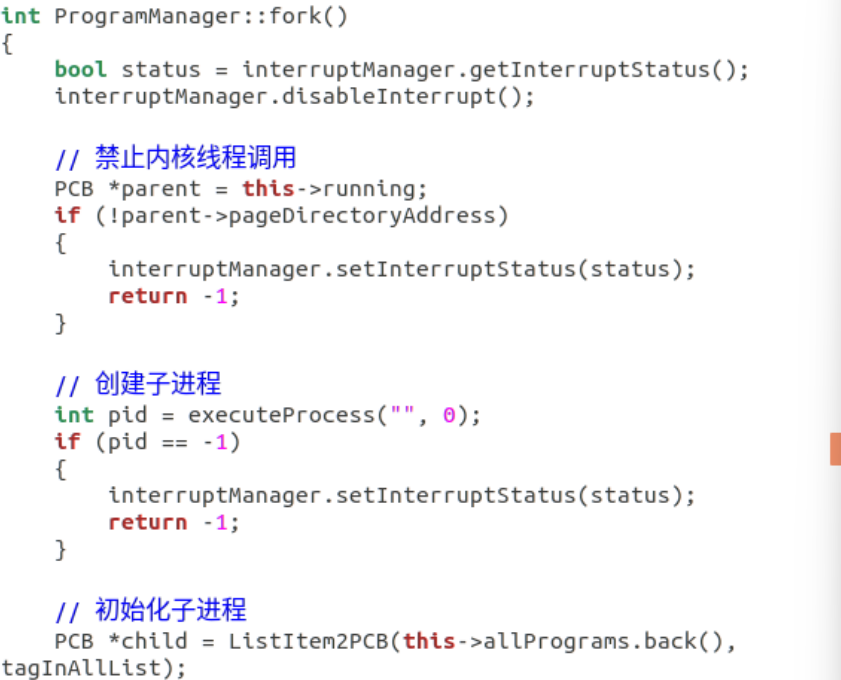 int ProgramManager::fork()
{
    bool status = interruptManager.getInterruptStatus();
    interruptManager.disableInterrupt();

    // 禁止内核线程调用
    PCB *parent = this->running;
    if (!parent->pageDirectoryAddress)
    {
        interruptManager.setInterruptStatus(status);
        return -1;
    }

    // 创建子进程
    int pid = executeProcess("", 0);
    if (pid == -1)
    {
        interruptManager.setInterruptStatus(status);
        return -1;
    }

    // 初始化子进程
    PCB *child = ListItem2PCB(this->allPrograms.back(),
tagInAllList);